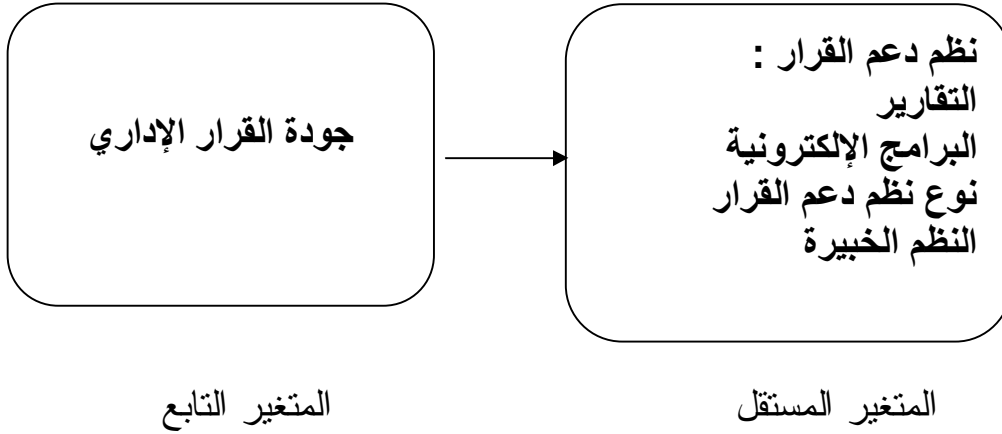 نظم دعم القرار :
التقارير
البرامج الإلكترونية
نوع نظم دعم القرار
النظم الخبيرة
جودة القرار الإداري
المتغير المستقل
المتغير التابع